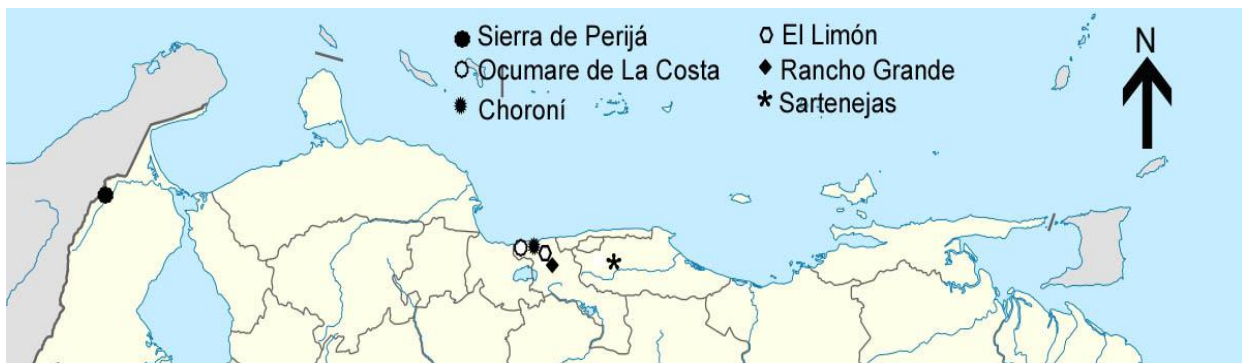 Sierra de Perijá
Ocumare de La Costa
Choroní
El Limón
Rancho Grande
Sartenejas
N